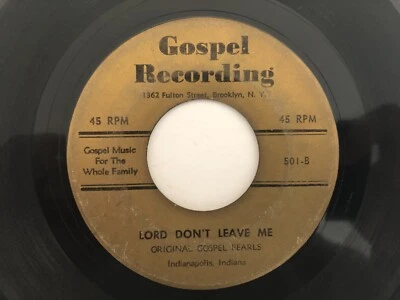 Gospel
Recording
1362 Fulton Street, Brooklyn, N. Y.
45 RPM
45 RPM
Gospel Music
For The
Whole Family
501-B
LORD DON'T LEAVE ME
ORIGINAL GOSPEL PEARLS
Indianapolis, Indiana